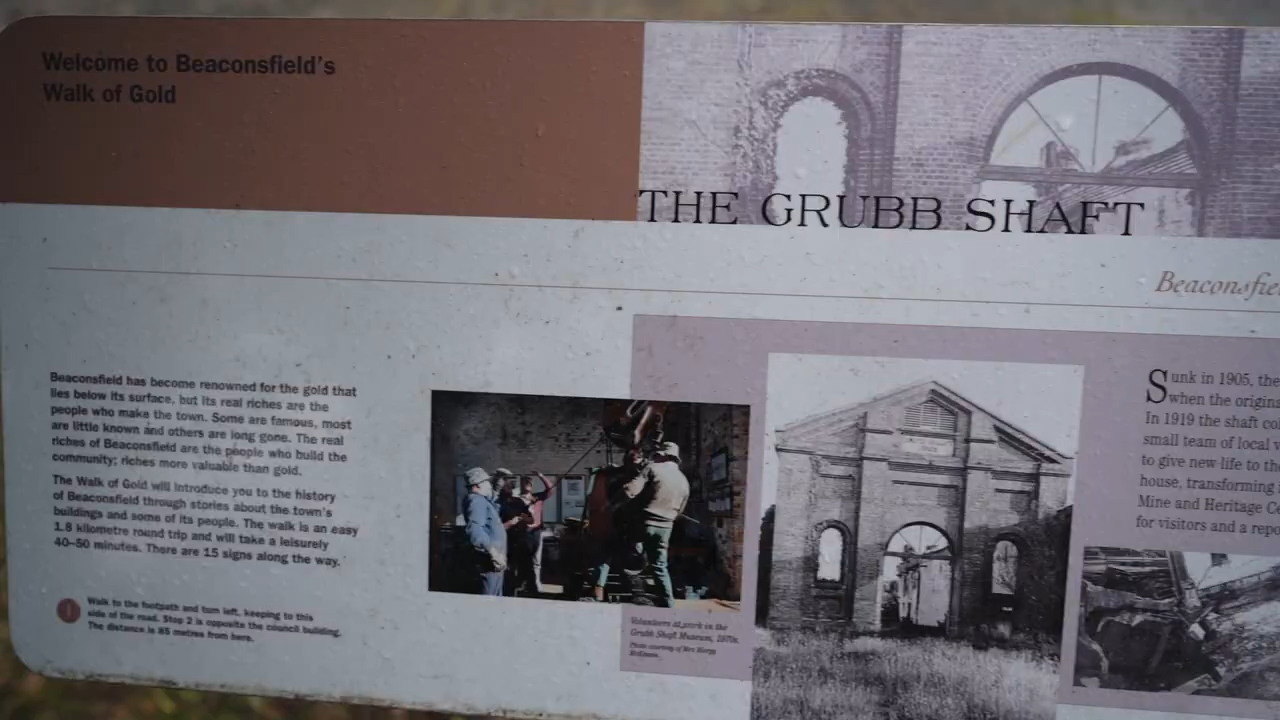 Welcome to Beaconsfield's
Walk of Gold
THE GRUBB SHAFT
Beaconsfie
Beaconsfield has become renowned for the gold that
lies below its surface, but its real riches are the
people who make the town. Some are famous, most
are little known and others are long gone. The real
riches of Beaconsfield are the people who build the
community; riches more valuable than gold.
The Walk of Gold will introduce you to the history
of Beaconsfield through stories about the town's
buildings and some of its people. The walk is an easy
1.8 kilometre round trip and will take a leisurely
40–50 minutes. There are 15 signs along the way.
Walk to the footpath and turn left, keeping to this
side of the road. Stop 2 is opposite the council building.
The distance is 85 metres from here.
Volunteers at work in the
Grubb Shaft Museum, 1970s.
Photo courtesy of Mrs
Sunk in 1905, the
when the origina
In 1919 the shaft co
small team of local v
to give new life to th
house, transforming
Mine and Heritage Ce
for visitors and a repo